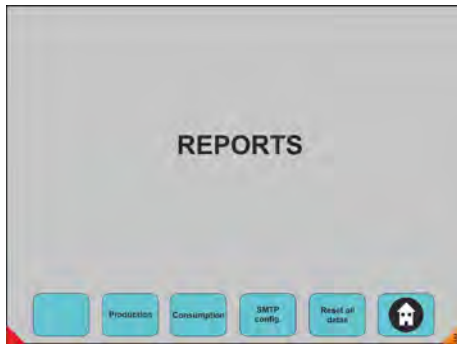 REPORTS
Production
Consumption
SMTP
config.
Reset all
datas